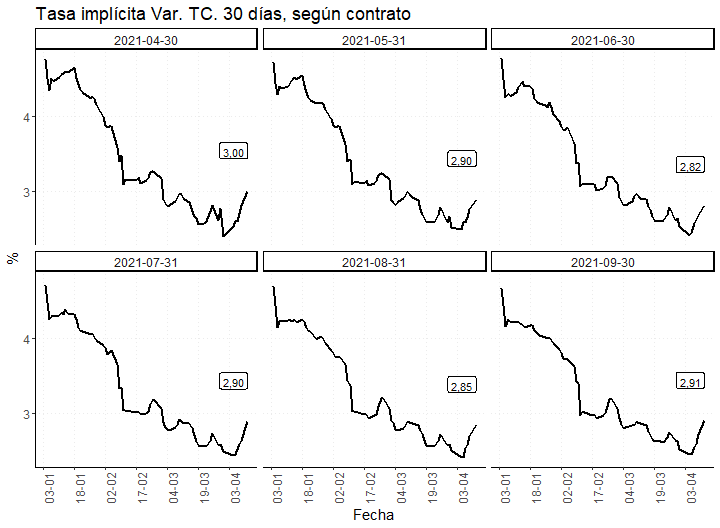 Tasa implícita Var. TC. 30 días, según contrato
2021-04-30 2021-05-31 2021-06-30
4
3
3,00 2,90 2,82
%
2021-07-31 2021-08-31 2021-09-30
4
3
2,90 2,85 2,91
03-01 18-01 02-02 17-02 04-03 19-03 03-04 03-01 18-01 02-02 17-02 04-03 19-03 03-04 03-01 18-01 02-02 17-02 04-03 19-03 03-04
Fecha